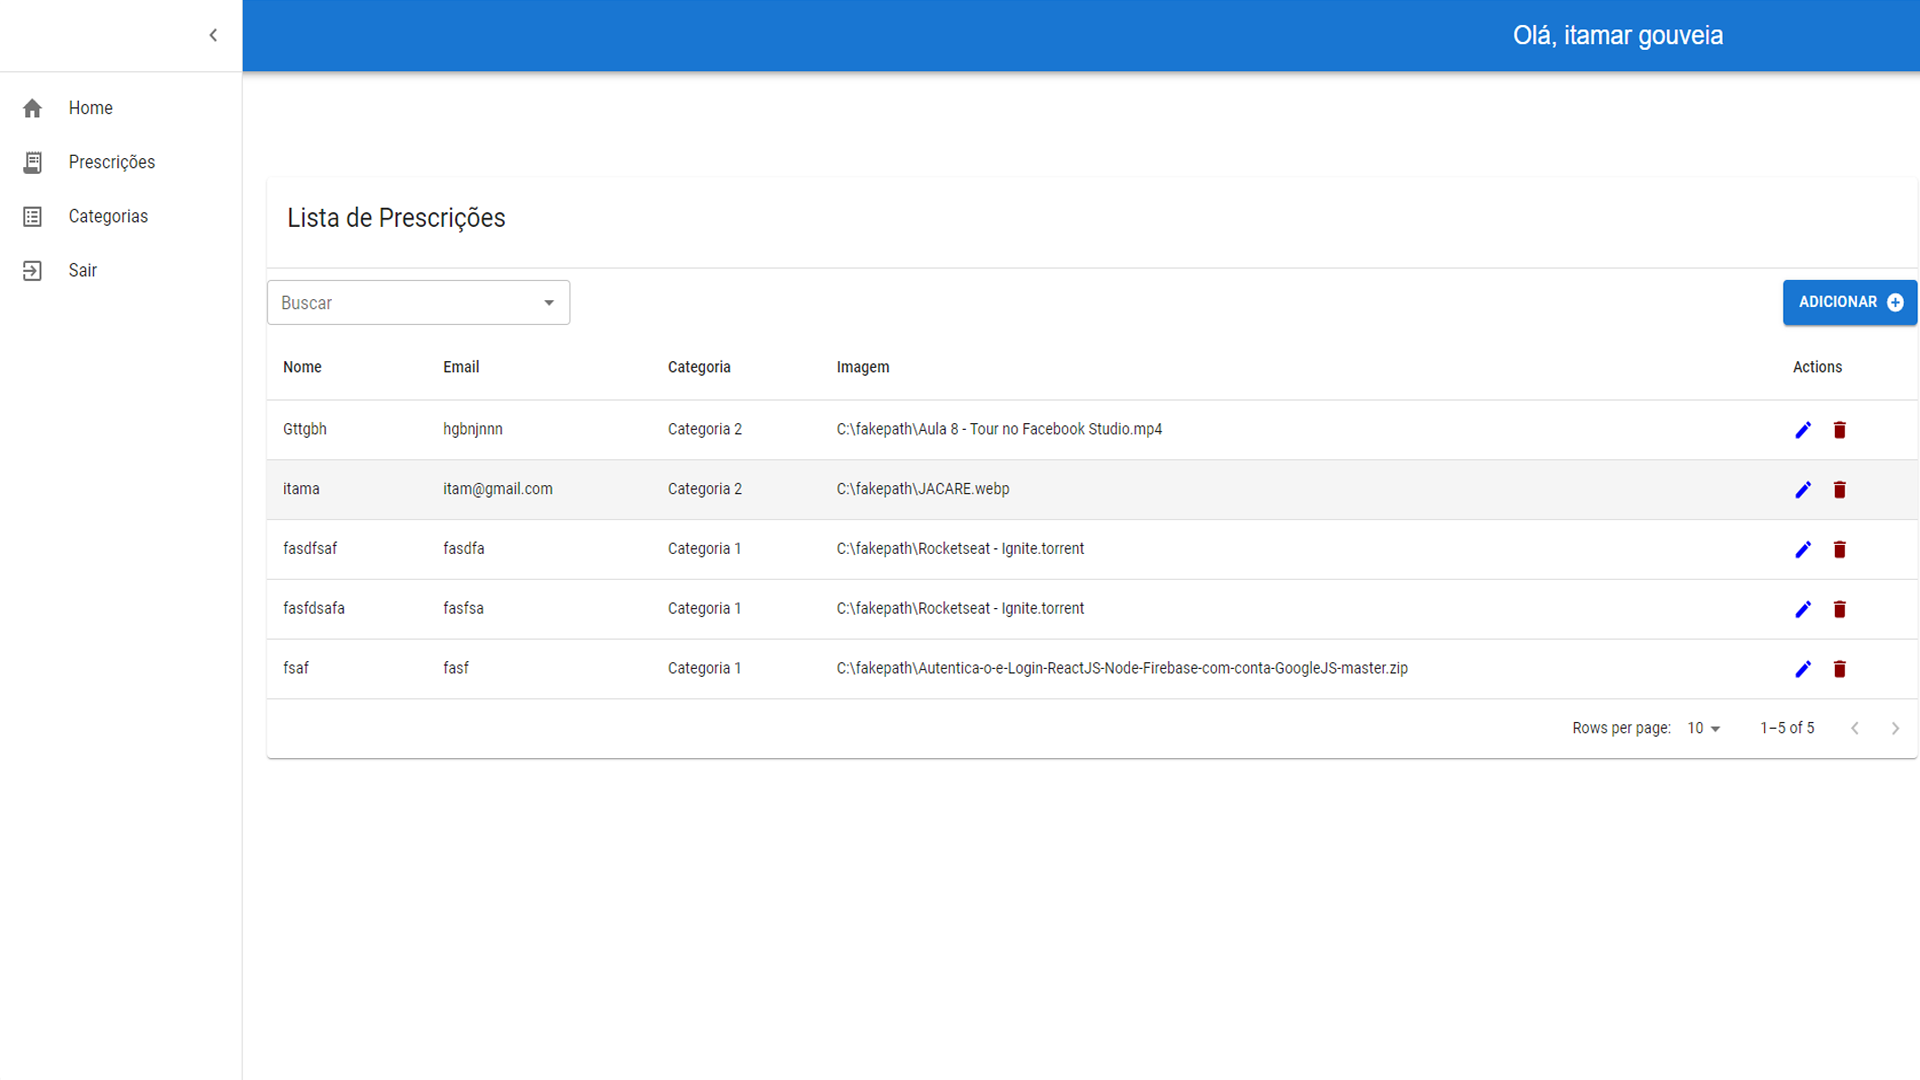 Olá, itamar gouveia
Home
Prescrições
Categorias
Sair
Lista de Prescrições
Buscar
ADICIONAR
Nome Email Categoria Imagem Actions
Gttgbh hgbnjnnn Categoria 2 C:\fakepath\Aula 8 - Tour no Facebook Studio.mp4
itama itam@gmail.com Categoria 2 C:\fakepath\JACARE.webp
fasdfsaf fasdfa Categoria 1 C:\fakepath\Rocketseat - Ignite.torrent
fasfdsafa fasfsa Categoria 1 C:\fakepath\Rocketseat - Ignite.torrent
fsaf fasf Categoria 1 C:\fakepath\Autentica-o-e-Login-ReactJS-Node-Firebase-com-conta-GoogleJS-master.zip
Rows per page: 10 1–5 of 5